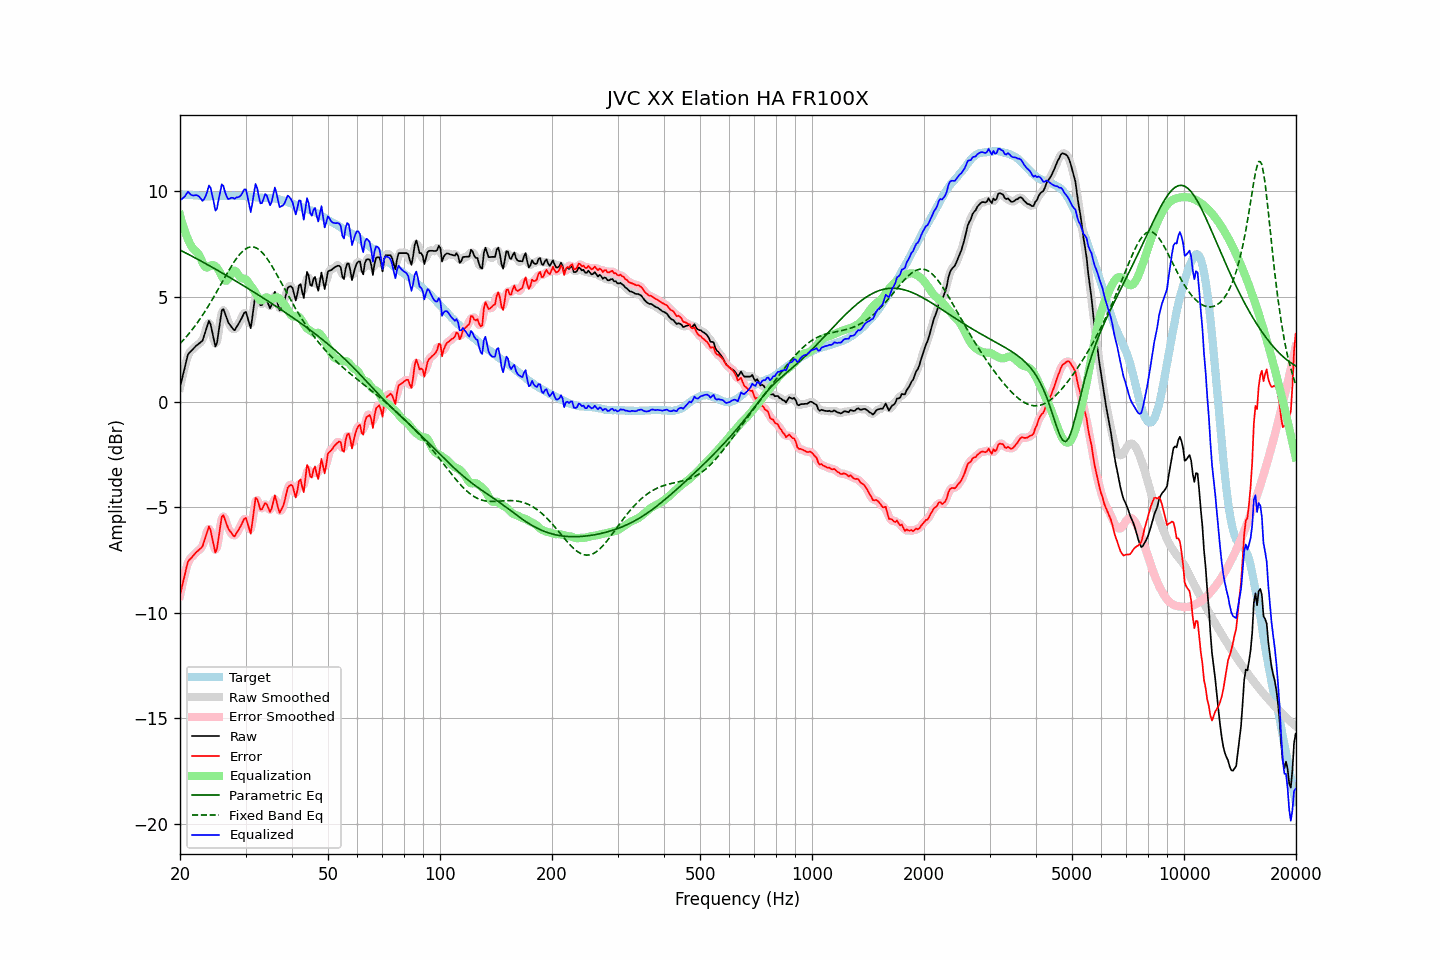 JVC XX Elation HA FR100X
Amplitude (dBr)
10
5
0
−5
−10
−15
−20
Target
Raw Smoothed
Error Smoothed
Raw
Error
Equalization
Parametric Eq
Fixed Band Eq
Equalized
20
50
100
200
500
1000
2000
5000
10000
20000
Frequency (Hz)